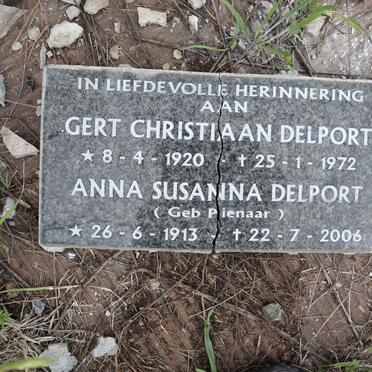 IN LIEFDEVOLLE HERINNERING
AAN
GERT CHRISTIAAN DELPORT
★ 8 - 4 - 1920 - ✝ 25 - 1 - 1972
ANNA SUSANNA DELPORT
( Geb Pienaar )
★ 26 - 6 - 1913 - ✝ 22 - 7 - 2006